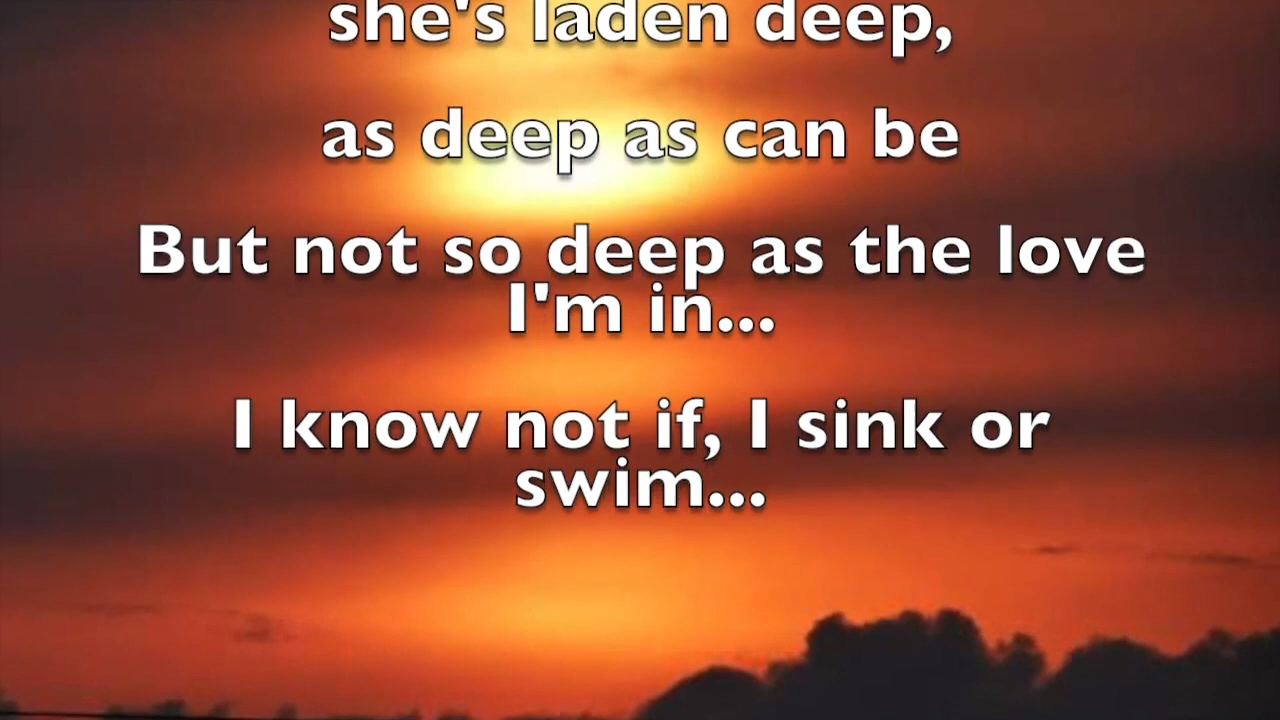 she's laden deep,
as deep as can be
But not so deep as the love
I'm in...
I know not if, I sink or
swim...